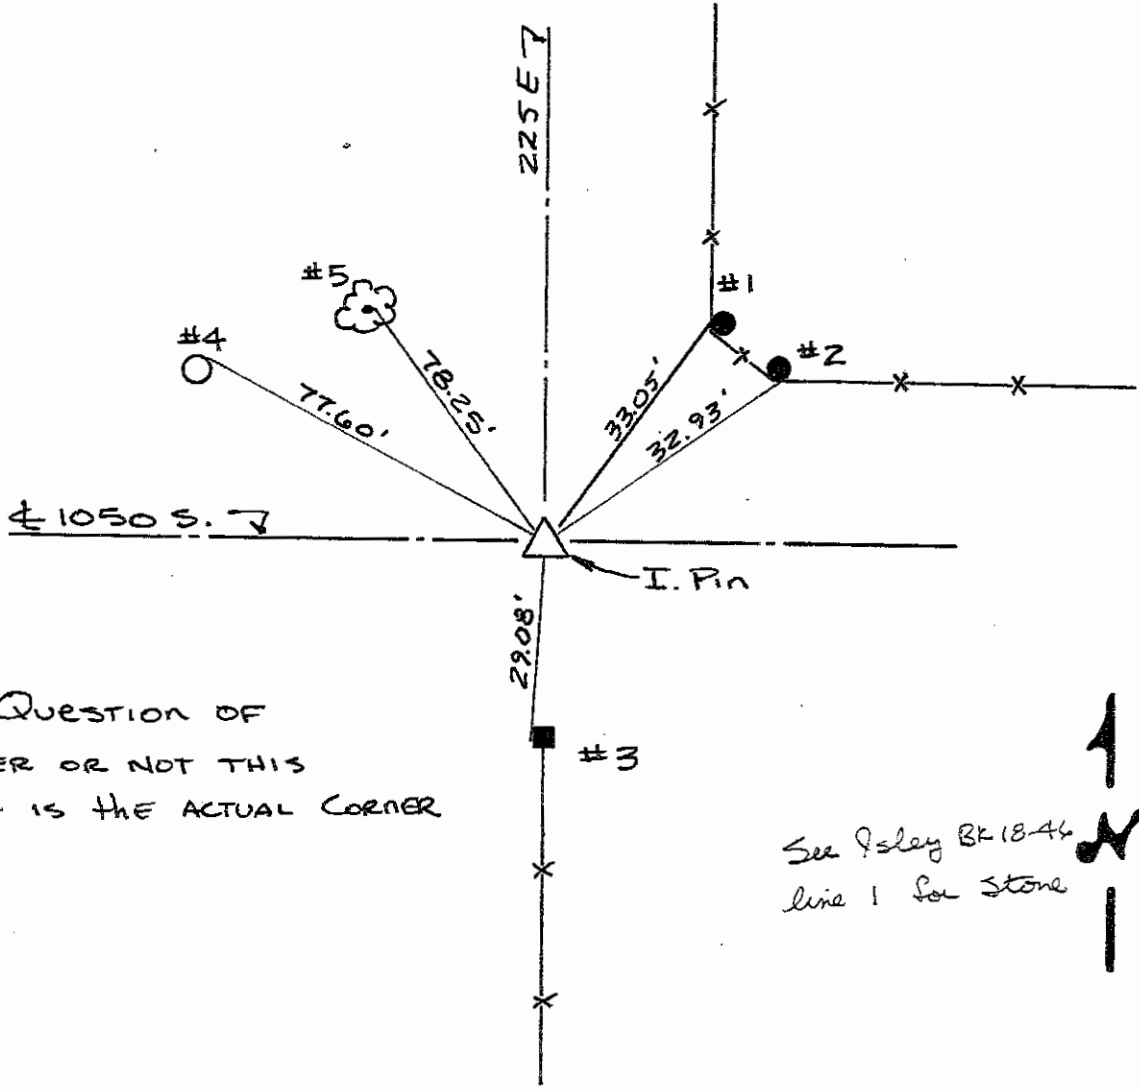 225 E
#5
#1
#4
#2
78.25'
77.60'
33.05'
32.93'
℄ 1050 S.
I. Pin
29.08'
QUESTION OF
ER OR NOT THIS
IS the ACTUAL CORNER
#3
See Isley BK 18-46
line 1 for Stone
N